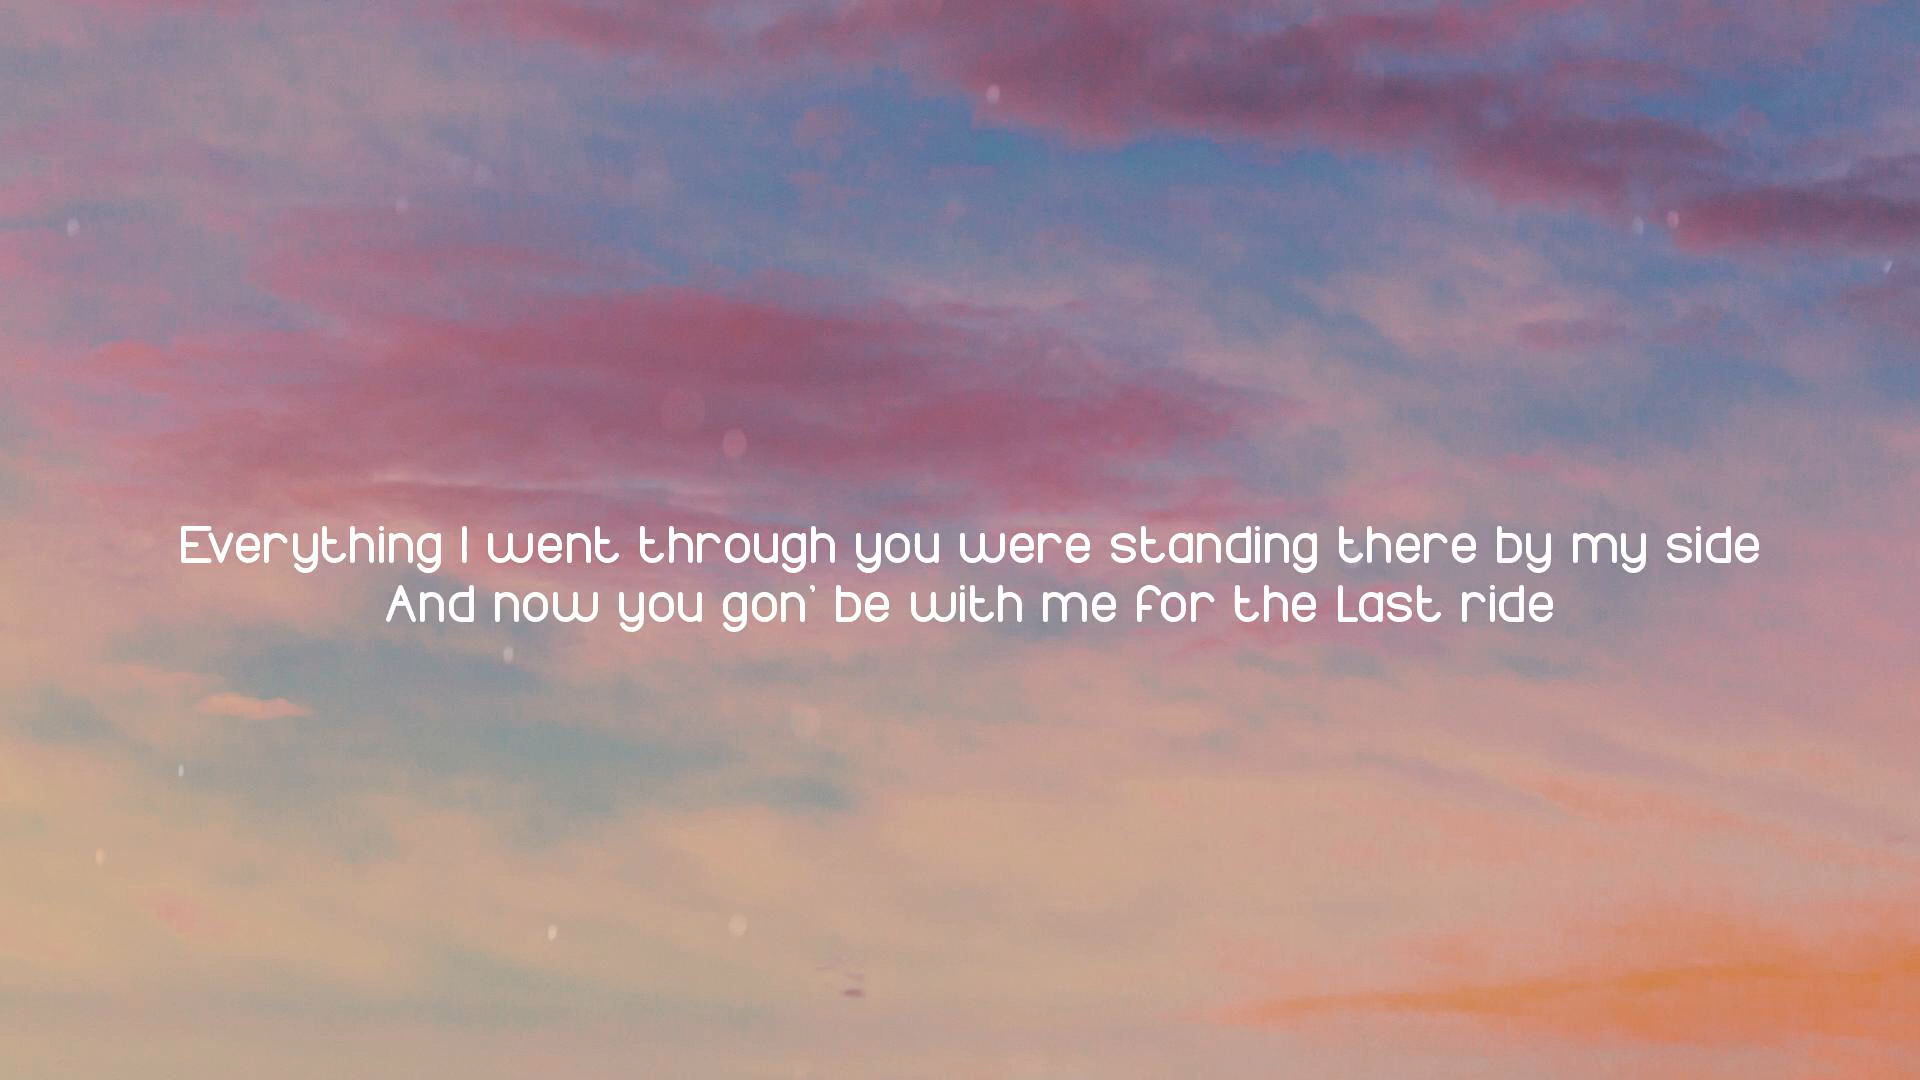 Everything I went through you were standing there by my side
And now you gon' be with me for the last ride